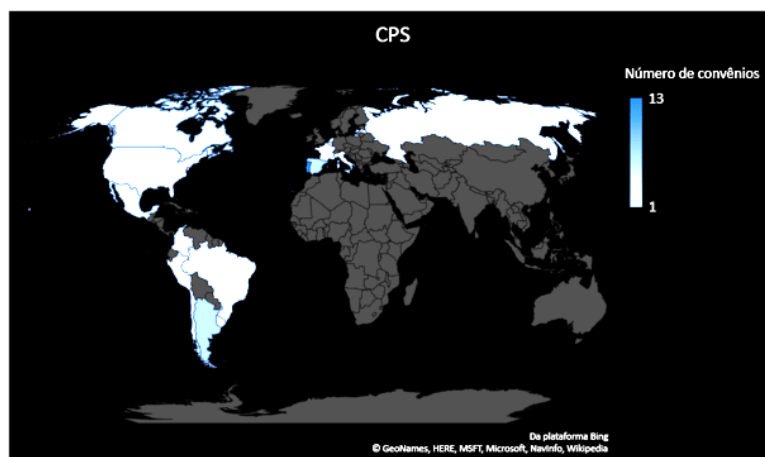 CPS
Número de convênios
13
1
Da plataforma Bing
© GeoNames, HERE, MSFT, Microsoft, NavInfo, Wikipedia